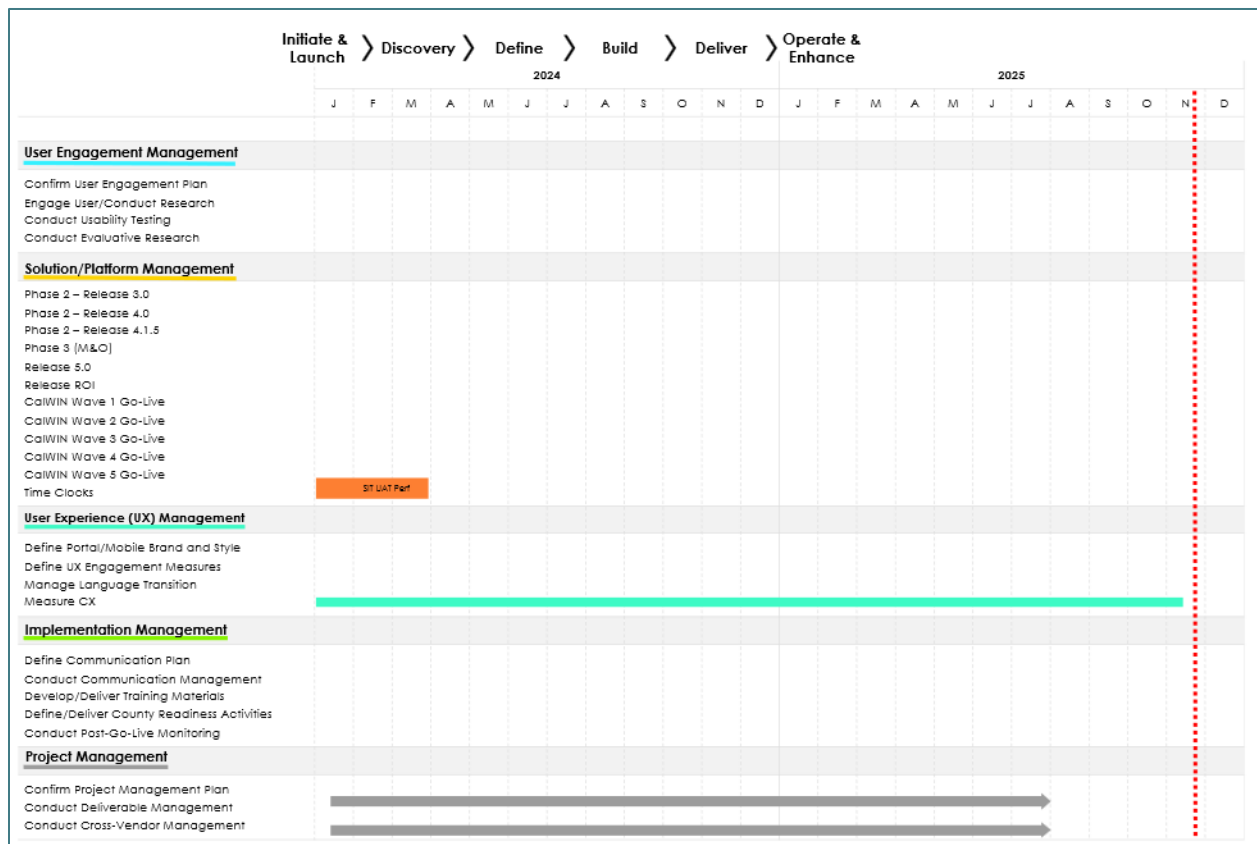 Initiate & Launch Discovery Define Build Deliver Operate & Enhance
2024 2025
J F M A M J J A S O N D J F M A M J J A S O N D
User Engagement Management
Confirm User Engagement Plan
Engage User/Conduct Research
Conduct Usability Testing
Conduct Evaluative Research
Solution/Platform Management
Phase 2 – Release 3.0
Phase 2 – Release 4.0
Phase 2 – Release 4.1.5
Phase 3 (M&O)
Release 5.0
Release ROI
CalWIN Wave 1 Go-Live
CalWIN Wave 2 Go-Live
CalWIN Wave 3 Go-Live
CalWIN Wave 4 Go-Live
CalWIN Wave 5 Go-Live
Time Clocks SIT UAT Perf
User Experience (UX) Management
Define Portal/Mobile Brand and Style
Define UX Engagement Measures
Manage Language Transition
Measure CX
Implementation Management
Define Communication Plan
Conduct Communication Management
Develop/Deliver Training Materials
Define/Deliver County Readiness Activities
Conduct Post-Go-Live Monitoring
Project Management
Confirm Project Management Plan
Conduct Deliverable Management
Conduct Cross-Vendor Management